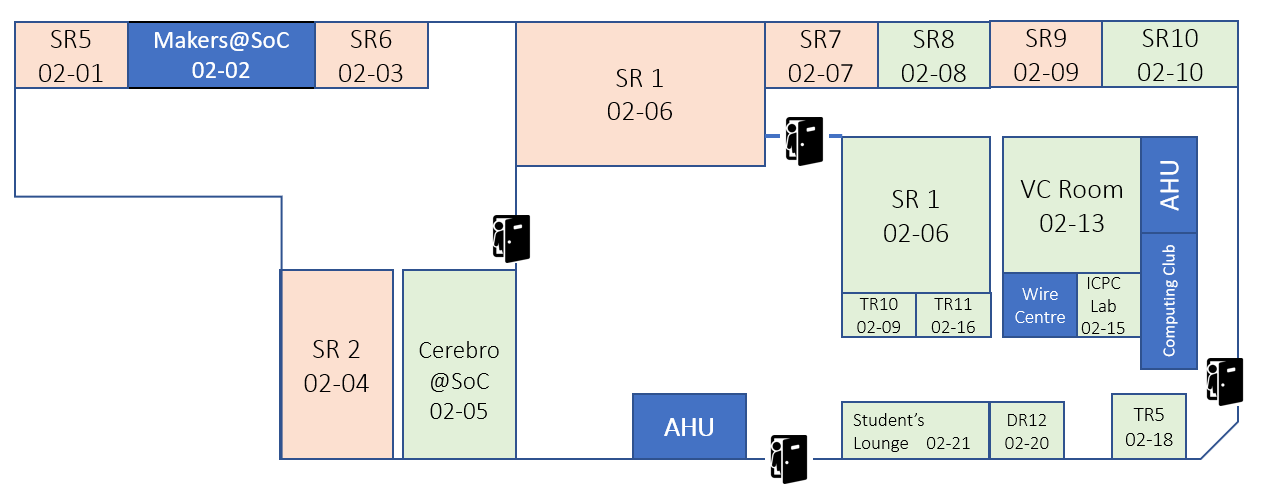 SR5
02-01
Makers@SoC
02-02
SR6
02-03
SR 1
02-06
SR7
02-07
SR8
02-08
SR9
02-09
SR10
02-10
SR 1
02-06
TR10
02-09
TR11
02-16
VC Room
02-13
AHU
Wire
Centre
ICPC
Lab
02-15
Computing Club
SR 2
02-04
Cerebro
@SoC
02-05
AHU
Student’s
Lounge 02-21
DR12
02-20
TR5
02-18